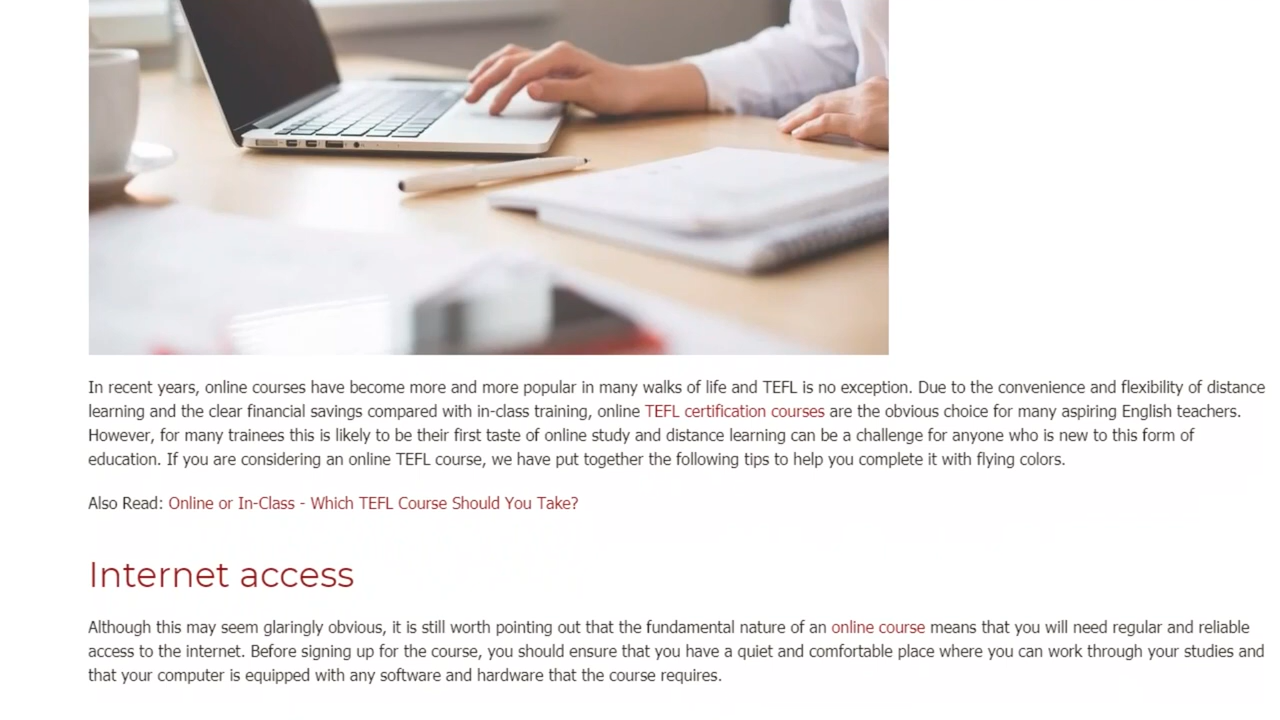 In recent years, online courses have become more and more popular in many walks of life and TEFL is no exception. Due to the convenience and flexibility of distance
learning and the clear financial savings compared with in-class training, online TEFL certification courses are the obvious choice for many aspiring English teachers.
However, for many trainees this is likely to be their first taste of online study and distance learning can be a challenge for anyone who is new to this form of
education. If you are considering an online TEFL course, we have put together the following tips to help you complete it with flying colors.
Also Read: Online or In-Class - Which TEFL Course Should You Take?
Internet access
Although this may seem glaringly obvious, it is still worth pointing out that the fundamental nature of an online course means that you will need regular and reliable
access to the internet. Before signing up for the course, you should ensure that you have a quiet and comfortable place where you can work through your studies and
that your computer is equipped with any software and hardware that the course requires.